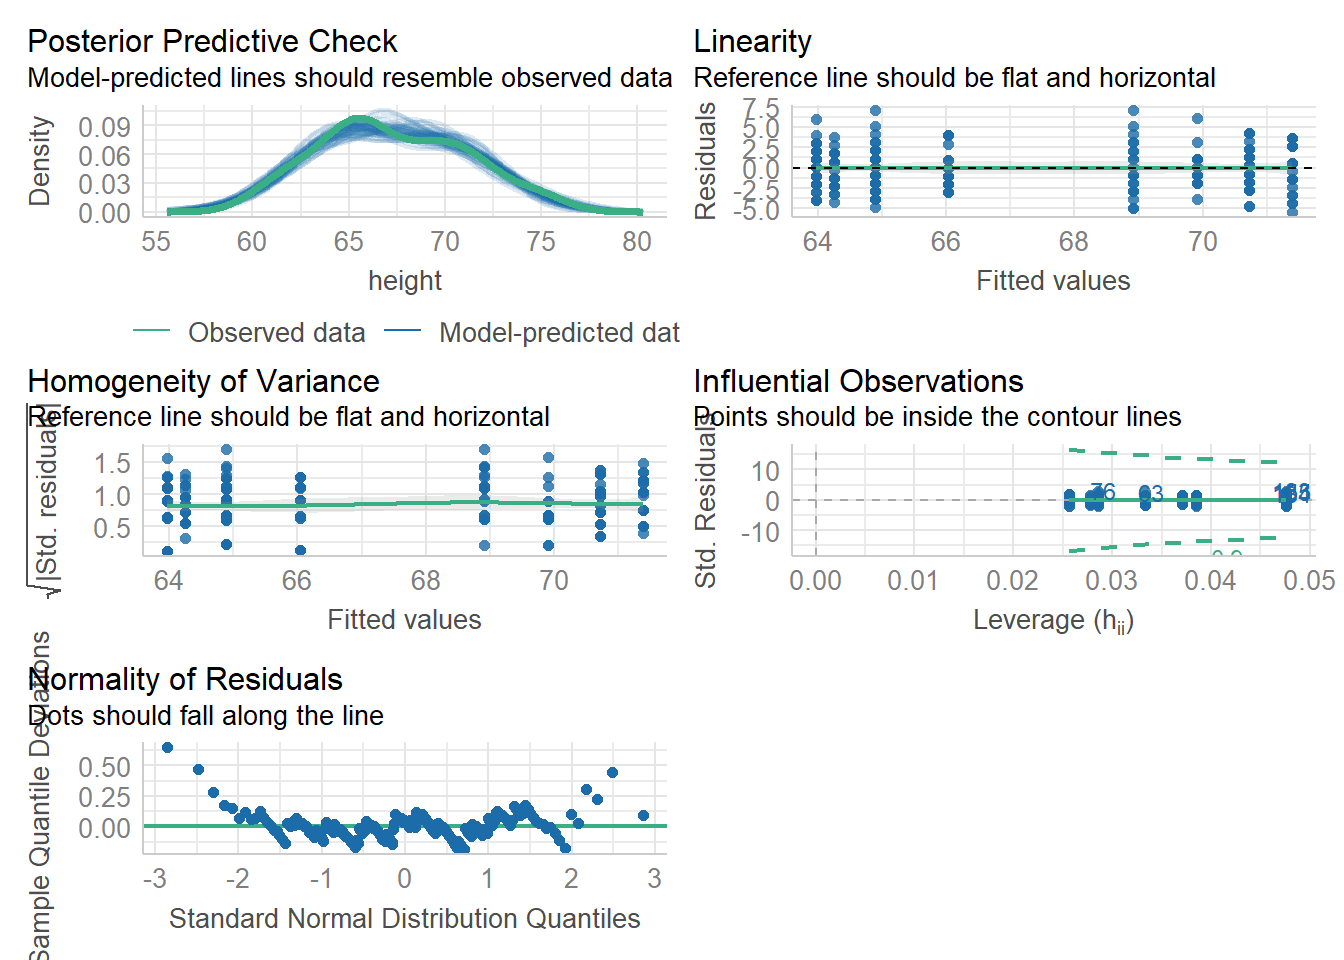 Posterior Predictive Check
Model-predicted lines should resemble observed data
Density
0.09
0.06
0.03
0.00
55 60 65 70 75 80
height
Observed data Model-predicted dat
Linearity
Reference line should be flat and horizontal
Residuals
7.5
5.0
2.5
0.0
-2.5
-5.0
64 66 68 70
Fitted values
Homogeneity of Variance
Reference line should be flat and horizontal
√|Std. residuals|
1.5
1.0
0.5
64 66 68 70
Fitted values
Influential Observations
Points should be inside the contour lines
Std. Residuals
10
0
-10
76
0.00 0.01 0.02 0.03 0.04 0.05
Leverage (hii)
Normality of Residuals
Dots should fall along the line
Sample Quantile Deviations
0.50
0.25
0.00
-3 -2 -1 0 1 2 3
Standard Normal Distribution Quantiles